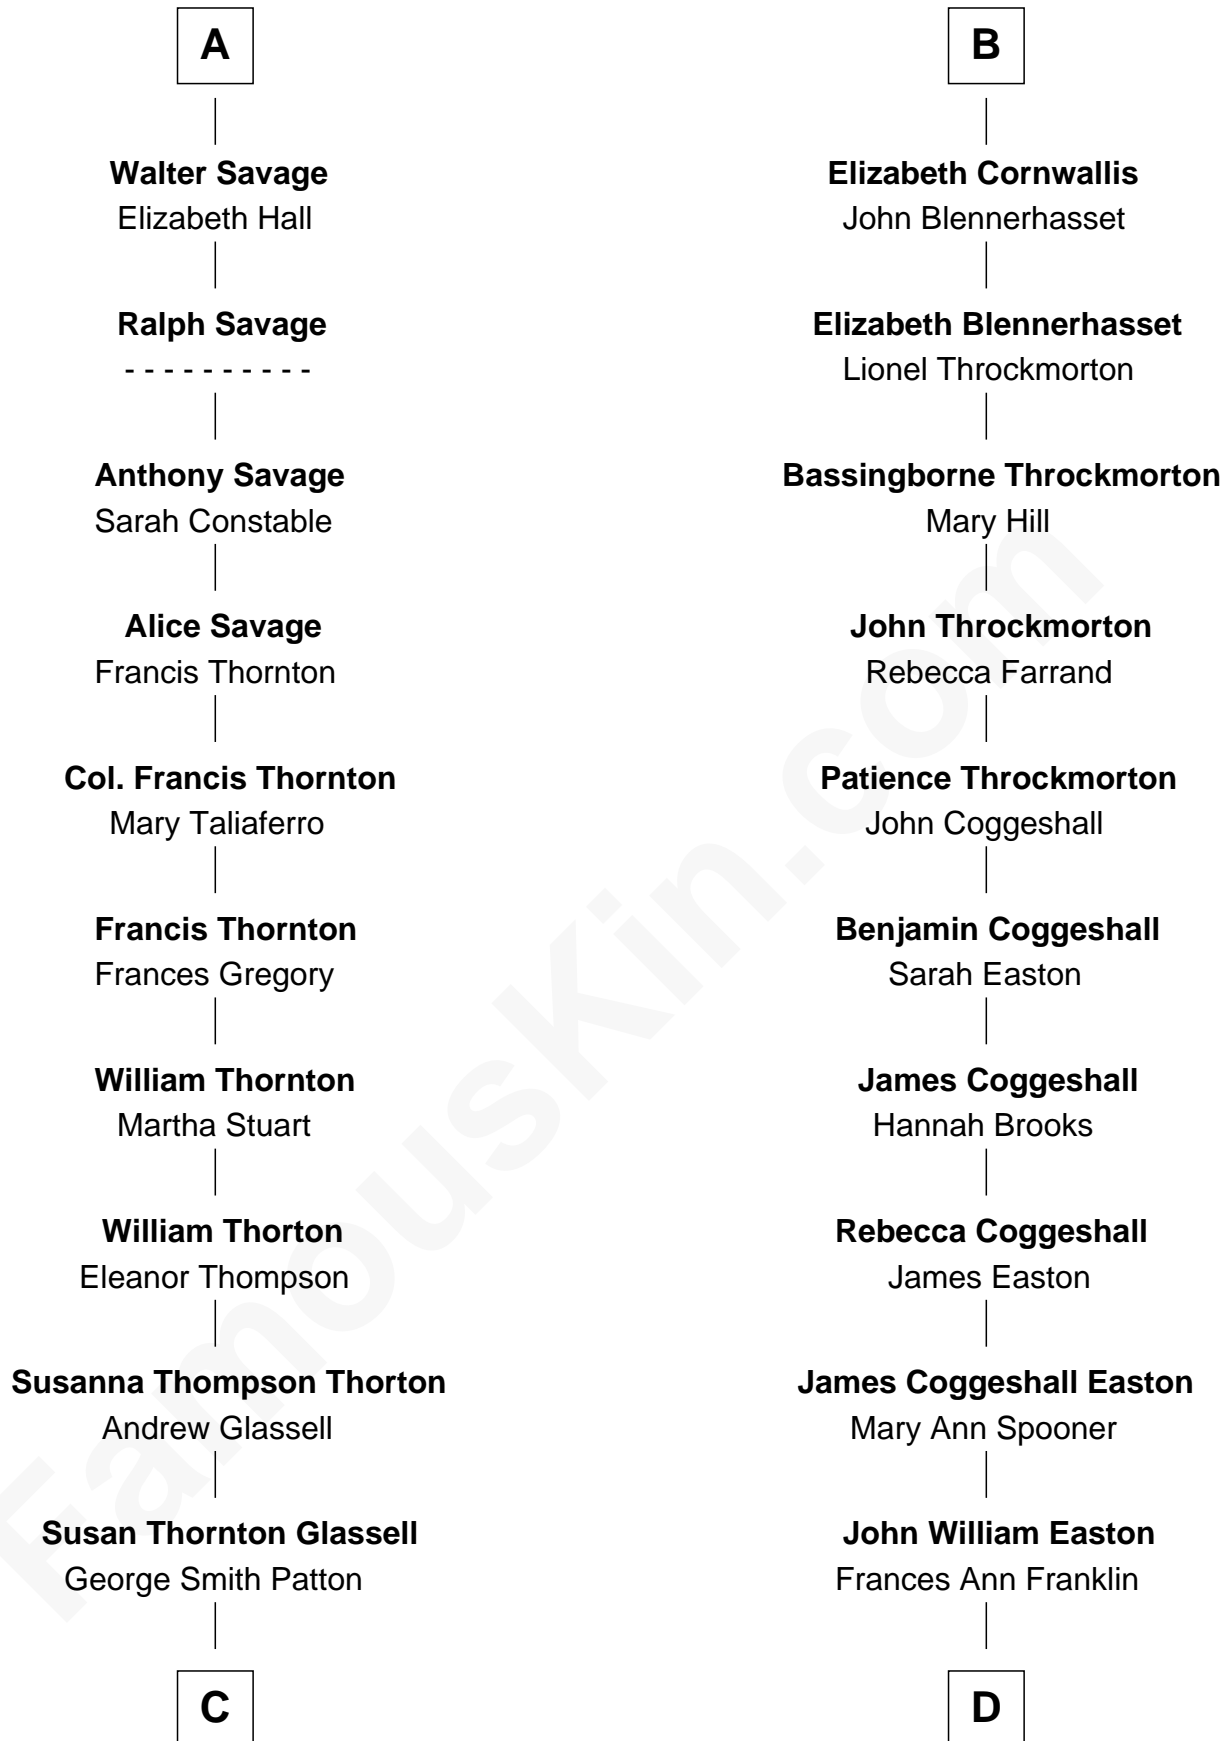 A
Walter Savage
Elizabeth Hall
Ralph Savage
- - - - - - - - - -
Anthony Savage
Sarah Constable
Alice Savage
Francis Thornton
Col. Francis Thornton
Mary Taliaferro
Francis Thornton
Frances Gregory
William Thornton
Martha Stuart
William Thorton
Eleanor Thompson
Susanna Thompson Thorton
Andrew Glassell
Susan Thornton Glassell
George Smith Patton
C
B
Elizabeth Cornwallis
John Blennerhasset
Elizabeth Blennerhasset
Lionel Throckmorton
Bassingborne Throckmorton
Mary Hill
John Throckmorton
Rebecca Farrand
Patience Throckmorton
John Coggeshall
Benjamin Coggeshall
Sarah Easton
James Coggeshall
Hannah Brooks
Rebecca Coggeshall
James Easton
James Coggeshall Easton
Mary Ann Spooner
John William Easton
Frances Ann Franklin
D
FamousKin.com